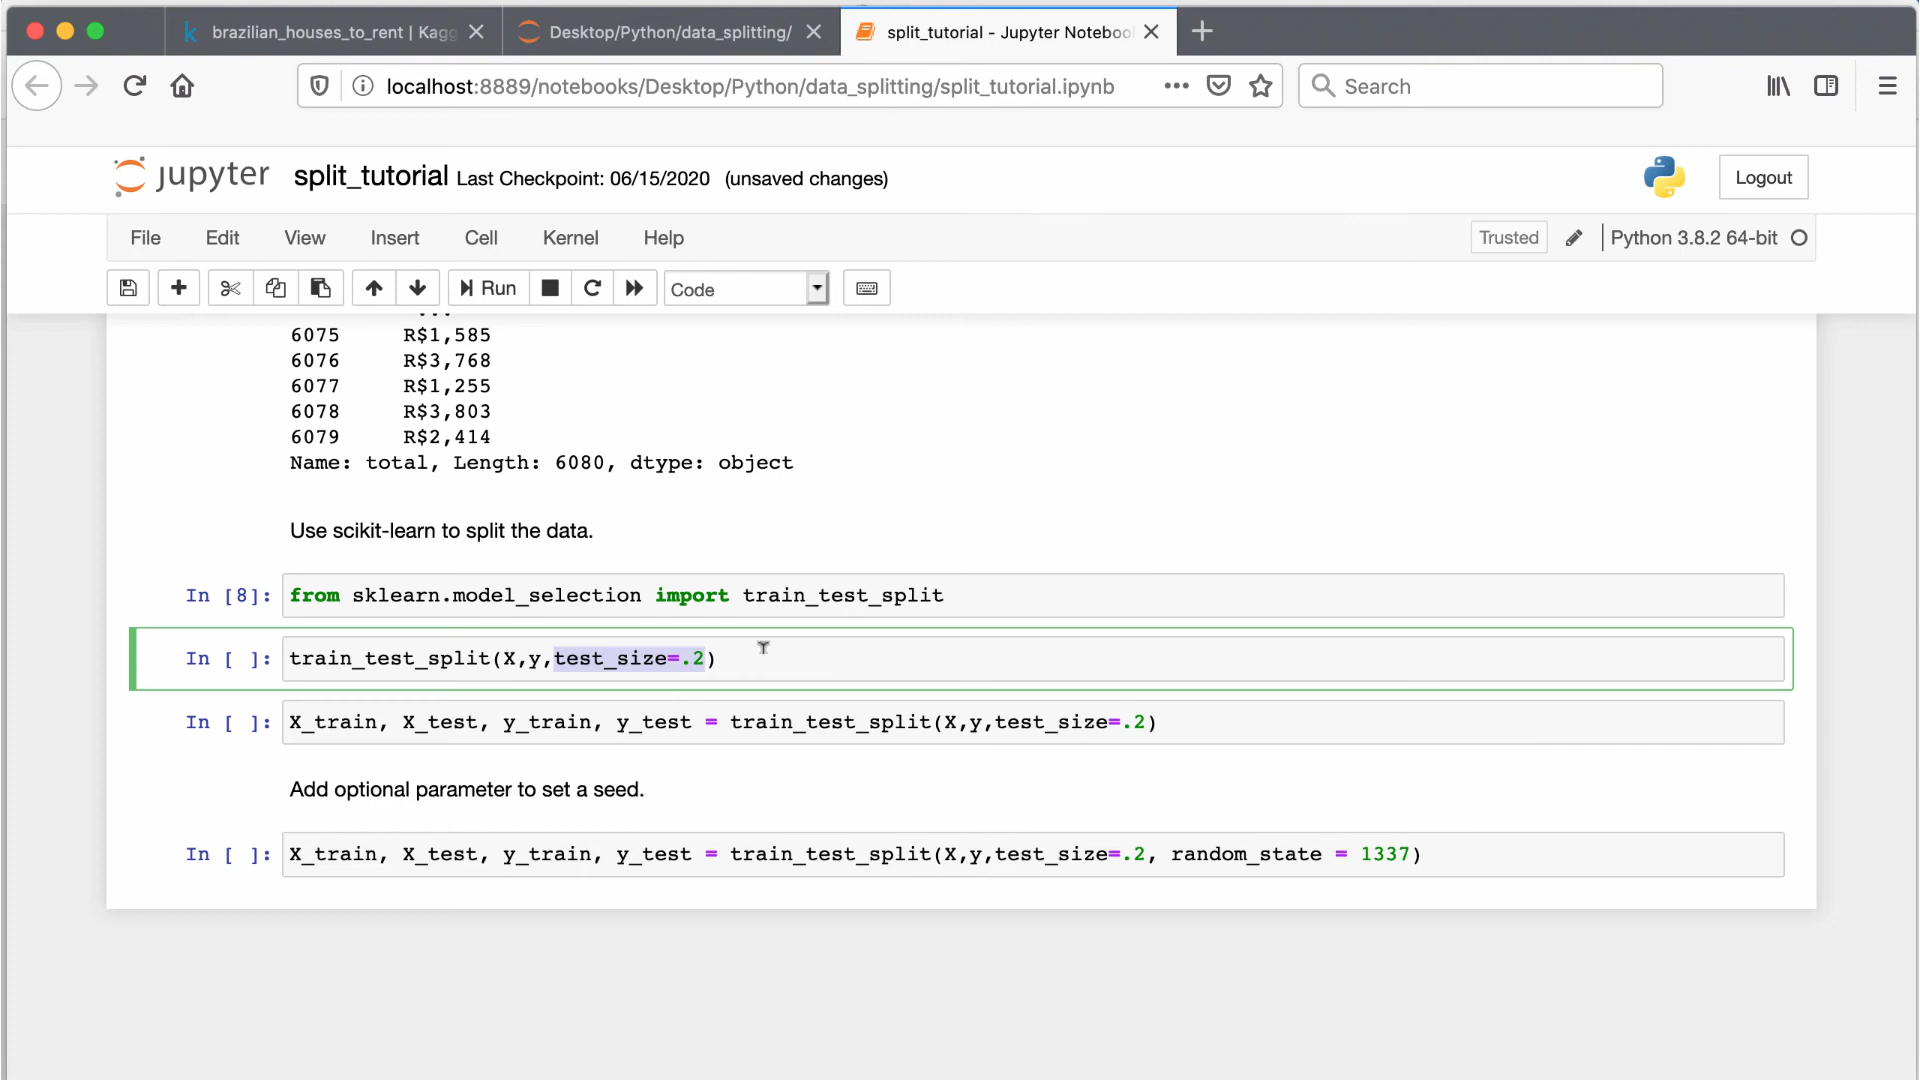 brazilian_houses_to_rent | Kagg
Desktop/Python/data_splitting/
split_tutorial - Jupyter Noteboo
localhost:8889/notebooks/Desktop/Python/data_splitting/split_tutorial.ipynb
Search
jupyter split_tutorial Last Checkpoint: 06/15/2020 (unsaved changes)
Logout
File Edit View Insert Cell Kernel Help
Trusted
Python 3.8.2 64-bit
Run
Code
...
6075 R$1,585
6076 R$3,768
6077 R$1,255
6078 R$3,803
6079 R$2,414
Name: total, Length: 6080, dtype: object
Use scikit-learn to split the data.
In [8]: from sklearn.model_selection import train_test_split
In [ ]: train_test_split(X,y,test_size=.2)
In [ ]: X_train, X_test, y_train, y_test = train_test_split(X,y,test_size=.2)
Add optional parameter to set a seed.
In [ ]: X_train, X_test, y_train, y_test = train_test_split(X,y,test_size=.2, random_state = 1337)